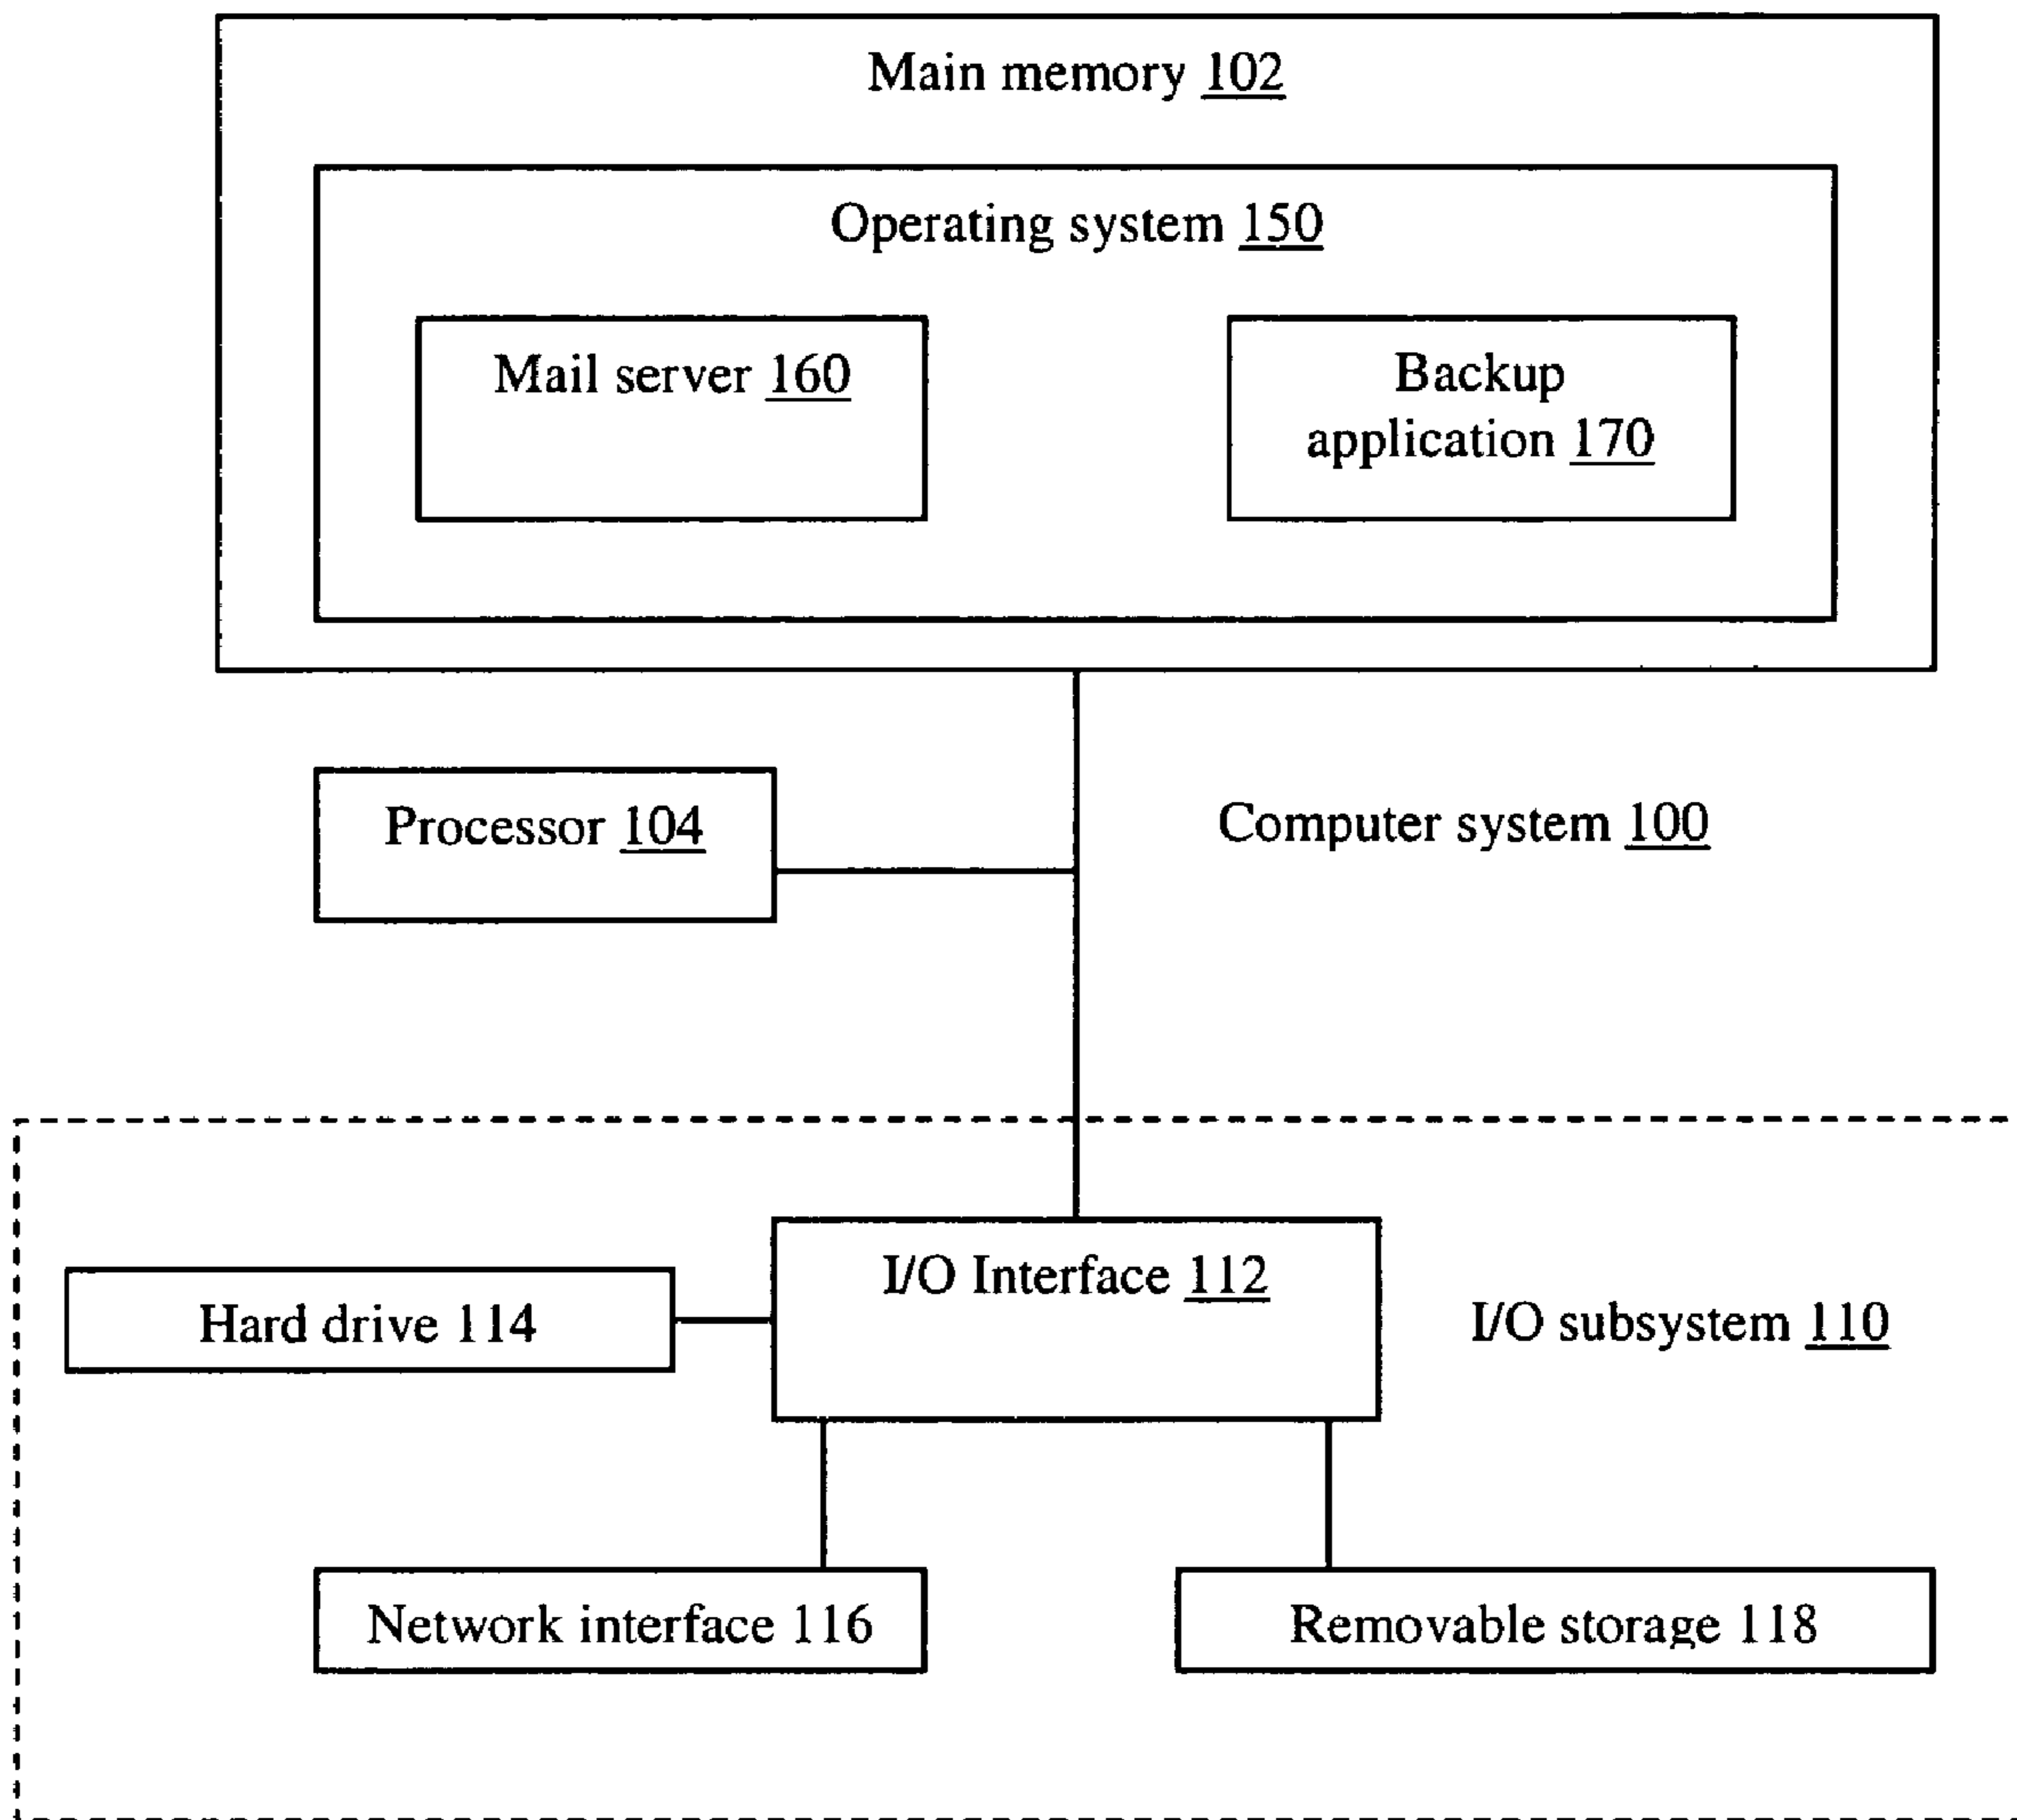 Main memory 102
Operating system 150
Mail server 160
Backup
application 170
Processor 104
Computer system 100
I/O Interface 112
Hard drive 114
I/O subsystem 110
Network interface 116
Removable storage 118